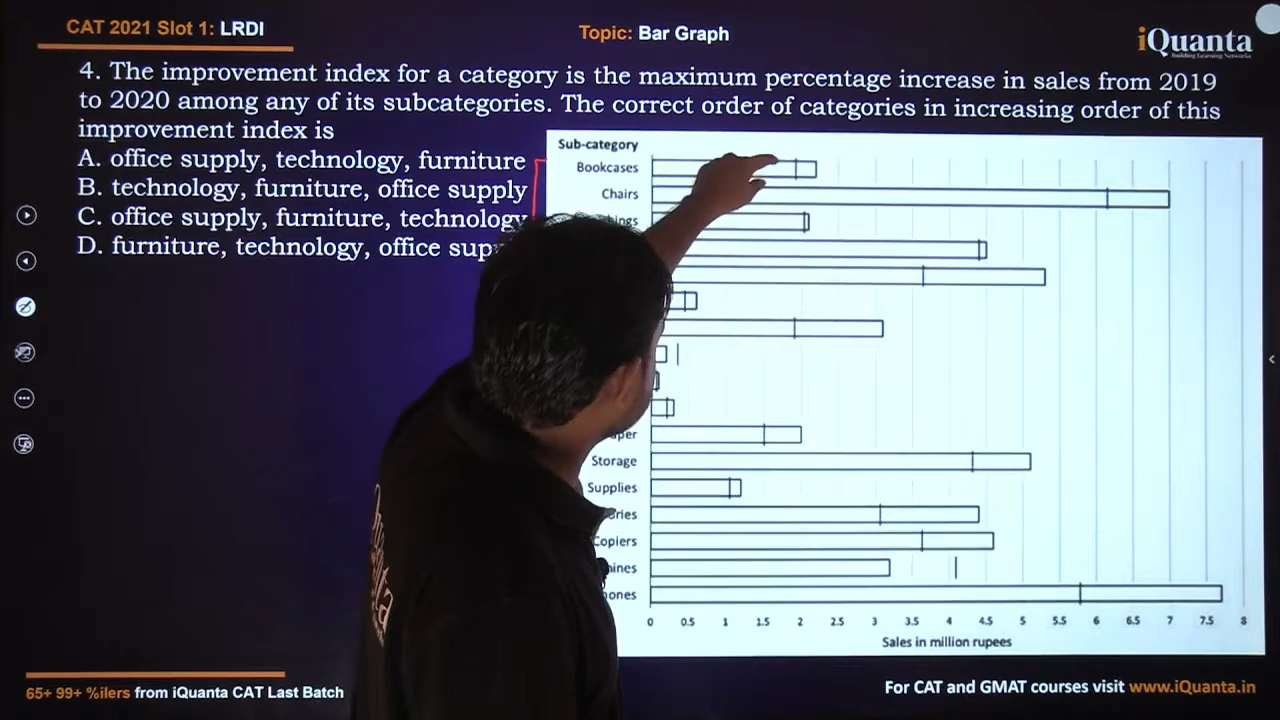 CAT 2021 Slot 1: LRDI
Topic: Bar Graph
iQuanta
Building Learning Networks
4. The improvement index for a category is the maximum percentage increase in sales from 2019
to 2020 among any of its subcategories. The correct order of categories in increasing order of this
improvement index is
A. office supply, technology, furniture
B. technology, furniture, office supply
C. office supply, furniture, technology
D. furniture, technology, office sup
Sub-category
Bookcases
Chairs
Storage
Supplies
Copiers
0 0.5 1 1.5 2 2.5 3 3.5 4 4.5 5 5.5 6 6.5 7 7.5 8
Sales in million rupees
65+ 99+ %ilers from iQuanta CAT Last Batch
For CAT and GMAT courses visit www.iQuanta.in